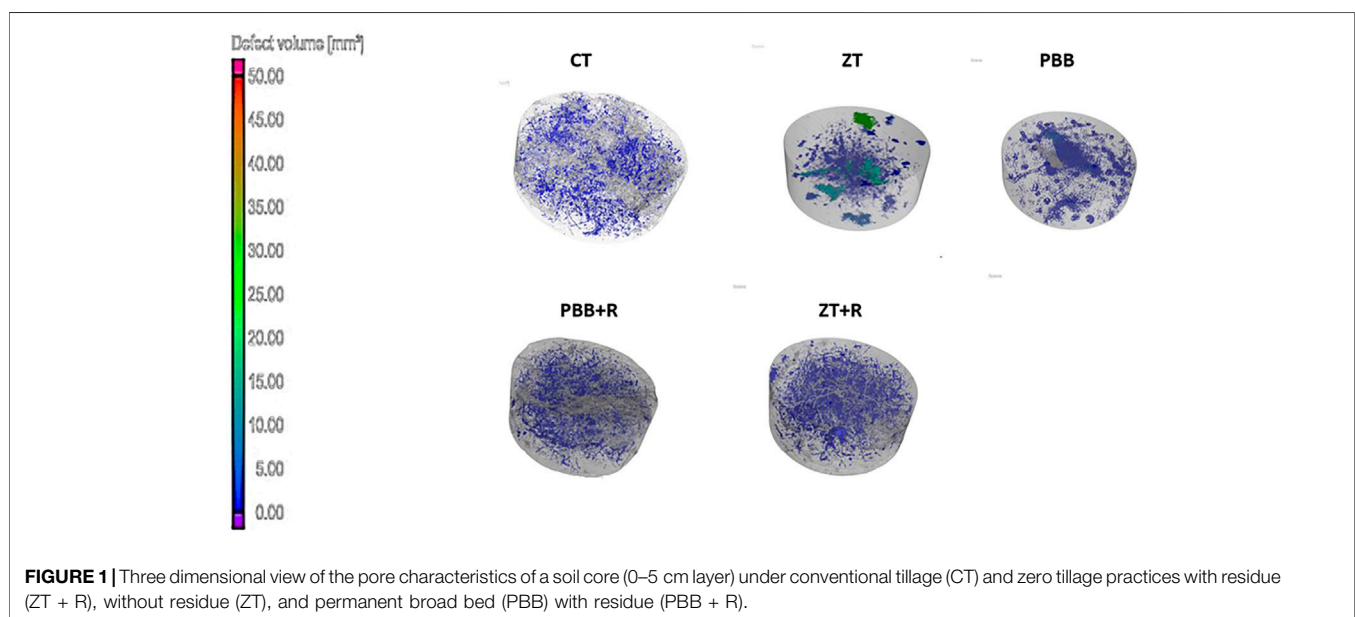 Defect volume [mm³]
50.00
45.00
40.00
35.00
30.00
25.00
20.00
15.00
10.00
5.00
0.00
CT
ZT
PBB
PBB+R
ZT+R
FIGURE 1 | Three dimensional view of the pore characteristics of a soil core (0–5 cm layer) under conventional tillage (CT) and zero tillage practices with residue
(ZT + R), without residue (ZT), and permanent broad bed (PBB) with residue (PBB + R).